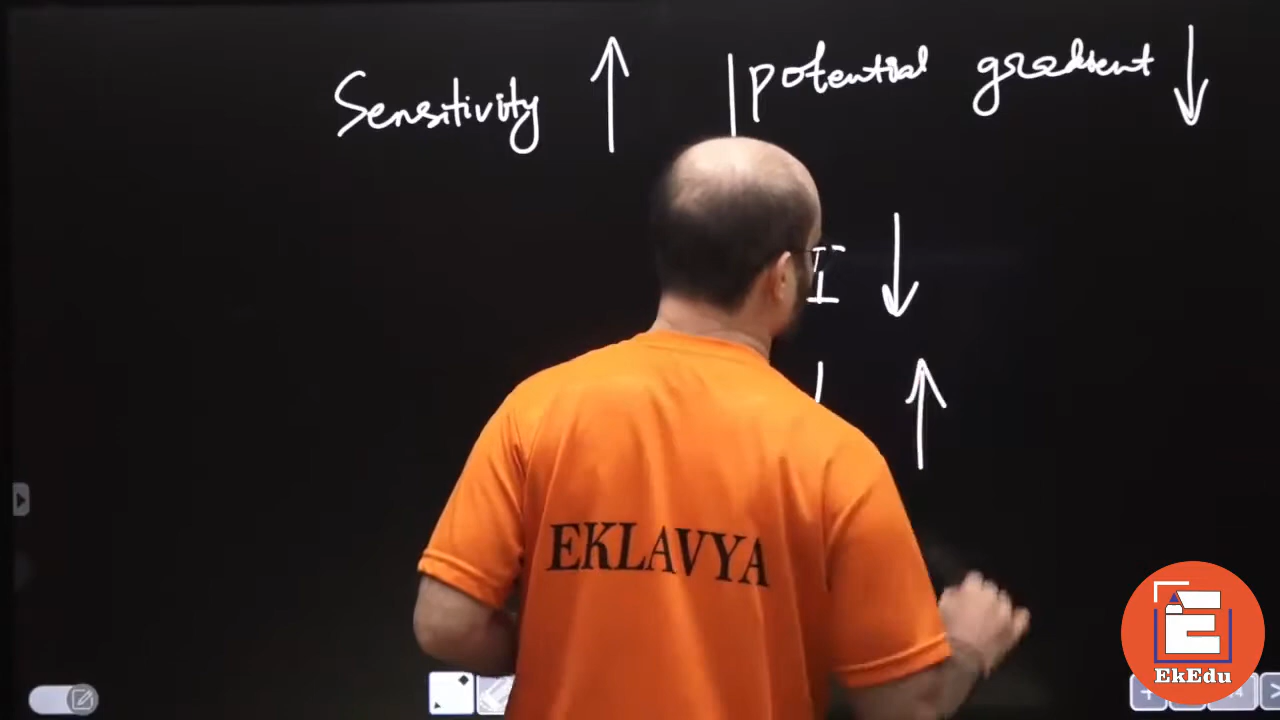 Sensitivity ↑ | potential gradient ↓
I ↓
l ↑
EKLAVYA
E
EkEdu